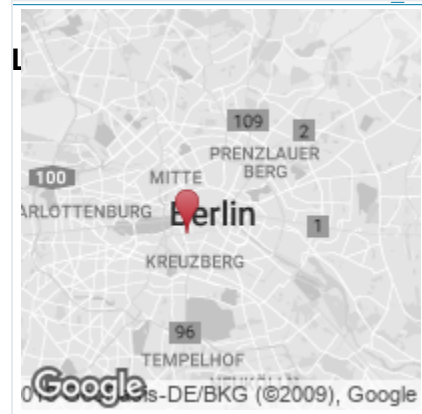 L
109
2
PRENZLAUER
BERG
100
MITTE
ARLOTTENBURG
Berlin
1
KREUZBERG
96
TEMPELHOF
Google
-DE/BKG (©2009), Google